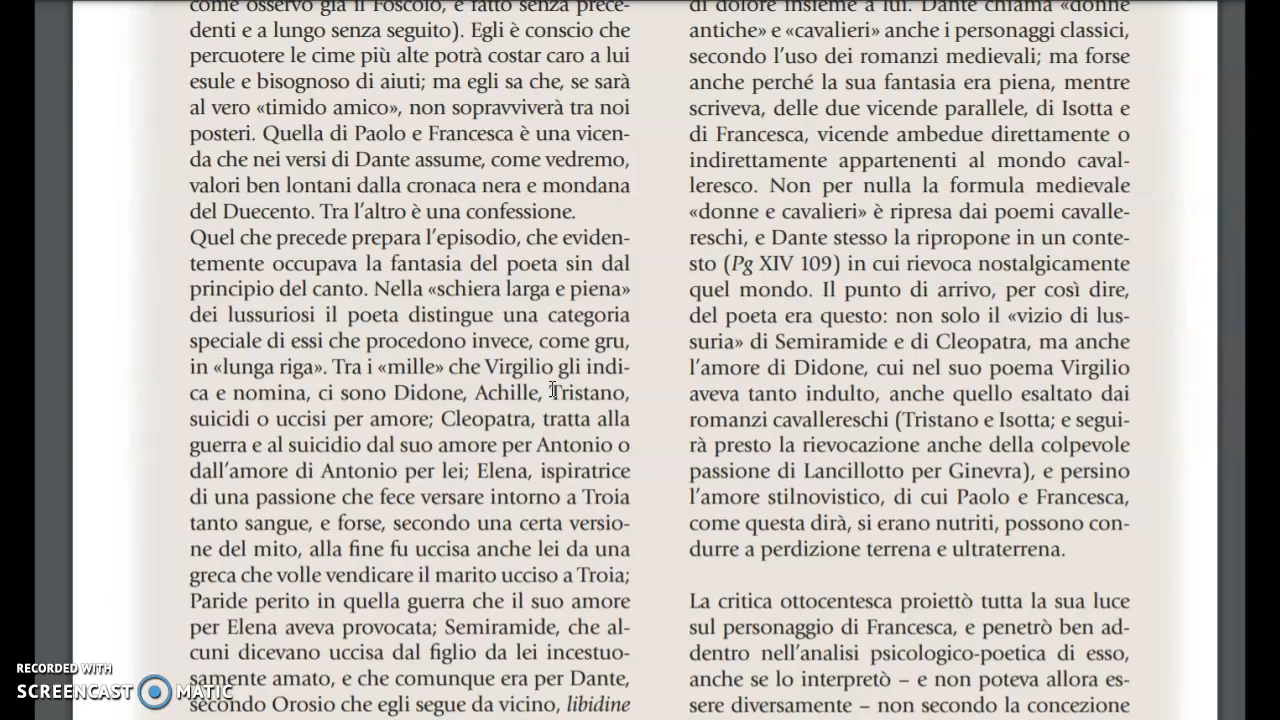 come osservò già il Foscolo, è fatto senza prece-
denti e a lungo senza seguito). Egli è conscio che
percuotere le cime più alte potrà costar caro a lui
esule e bisognoso di aiuti; ma egli sa che, se sarà
al vero «timido amico», non sopravviverà tra noi
posteri. Quella di Paolo e Francesca è una vicen-
da che nei versi di Dante assume, come vedremo,
valori ben lontani dalla cronaca nera e mondana
del Duecento. Tra l'altro è una confessione.
Quel che precede prepara l'episodio, che eviden-
temente occupava la fantasia del poeta sin dal
principio del canto. Nella «schiera larga e piena»
dei lussuriosi il poeta distingue una categoria
speciale di essi che procedono invece, come gru,
in «lunga riga». Tra i «mille» che Virgilio gli indi-
ca e nomina, ci sono Didone, Achille, Tristano,
suicidi o uccisi per amore; Cleopatra, tratta alla
guerra e al suicidio dal suo amore per Antonio o
dall'amore di Antonio per lei; Elena, ispiratrice
di una passione che fece versare intorno a Troia
tanto sangue, e forse, secondo una certa versio-
ne del mito, alla fine fu uccisa anche lei da una
greca che volle vendicare il marito ucciso a Troia;
Paride perito in quella guerra che il suo amore
per Elena aveva provocata; Semiramide, che al-
cuni dicevano uccisa dal figlio da lei incestuo-
samente amato, e che comunque era per Dante,
secondo Orosio che egli segue da vicino, libidine
di dolore insieme a lui. Dante chiama «donne
antiche» e «cavalieri» anche i personaggi classici,
secondo l'uso dei romanzi medievali; ma forse
anche perché la sua fantasia era piena, mentre
scriveva, delle due vicende parallele, di Isotta e
di Francesca, vicende ambedue direttamente o
indirettamente appartenenti al mondo caval-
leresco. Non per nulla la formula medievale
«donne e cavalieri» è ripresa dai poemi cavalle-
reschi, e Dante stesso la ripropone in un conte-
sto (Pg XIV 109) in cui rievoca nostalgicamente
quel mondo. Il punto di arrivo, per così dire,
del poeta era questo: non solo il «vizio di lus-
suria» di Semiramide e di Cleopatra, ma anche
l'amore di Didone, cui nel suo poema Virgilio
aveva tanto indulto, anche quello esaltato dai
romanzi cavallereschi (Tristano e Isotta; e segui-
rà presto la rievocazione anche della colpevole
passione di Lancillotto per Ginevra), e persino
l'amore stilnovistico, di cui Paolo e Francesca,
come questa dirà, si erano nutriti, possono con-
durre a perdizione terrena e ultraterrena.
La critica ottocentesca proiettò tutta la sua luce
sul personaggio di Francesca, e penetrò ben ad-
dentro nell'analisi psicologico-poetica di esso,
anche se lo interpretò – e non poteva allora es-
sere diversamente – non secondo la concezione
RECORDED WITH
SCREENCAST MATIC